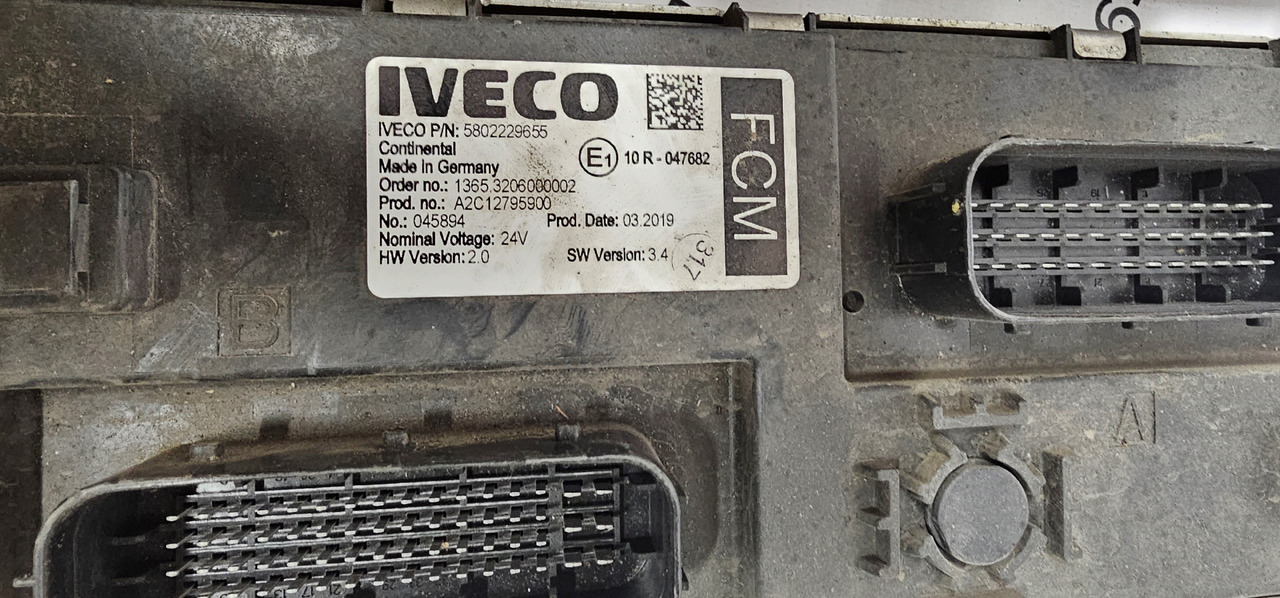 IVECO
IVECO P/N: 5802229655
Continental
Made In Germany
Order no.: 1365.3206000002
Prod. no.: A2C12795900
No.: 045894
Prod. Date: 03.2019
Nominal Voltage: 24V
HW Version: 2.0
SW Version: 3.4
E1
10 R - 047682
FCM
317
B
A